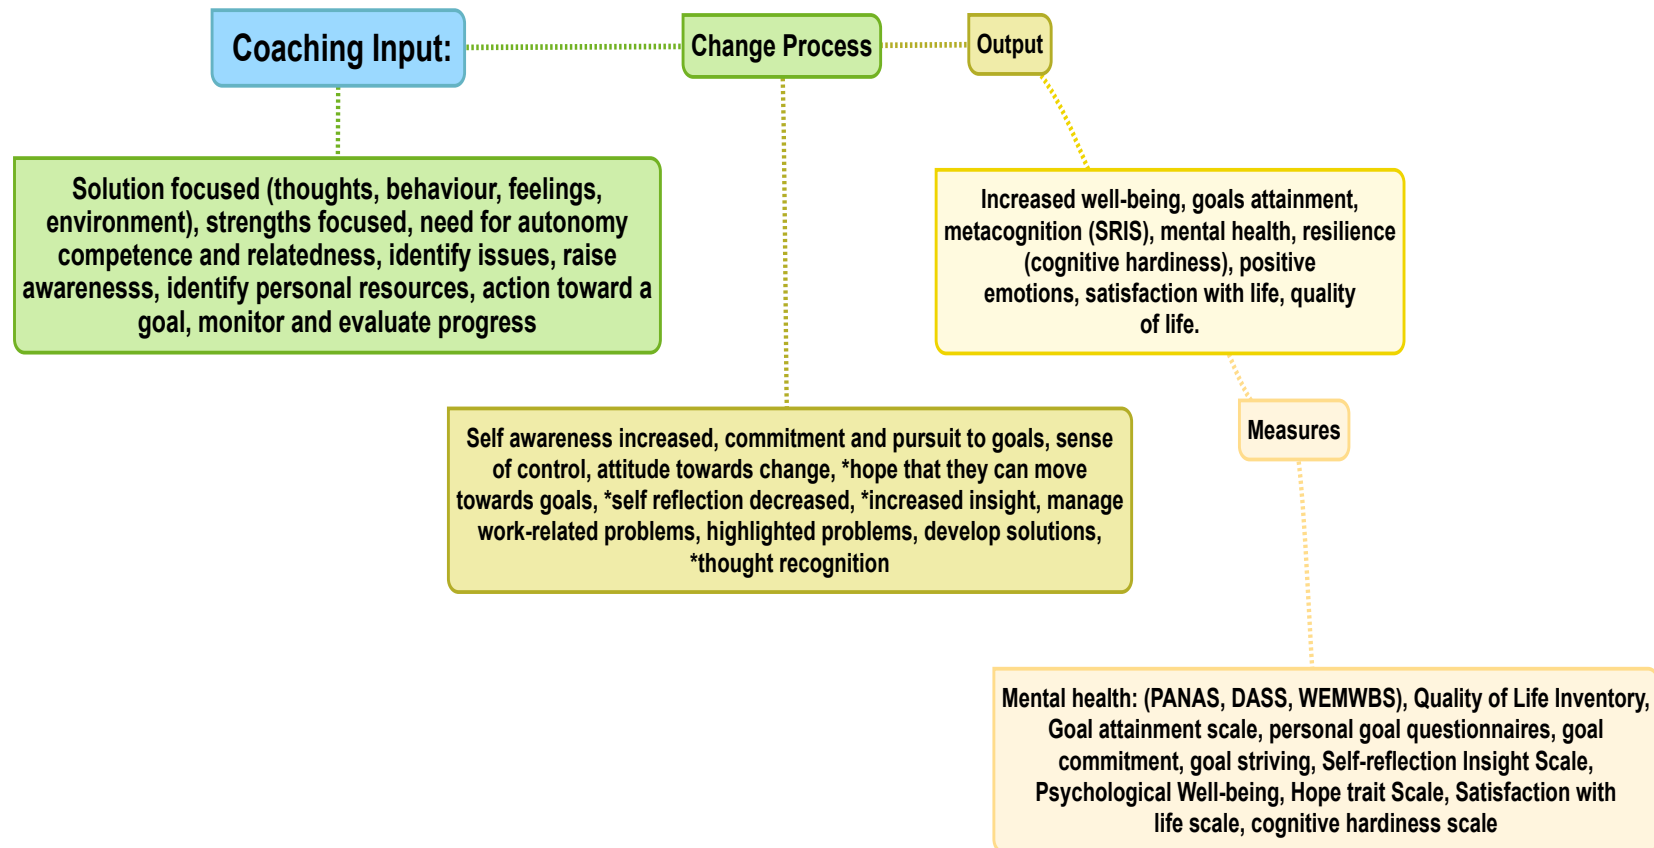 Coaching Input:
Change Process
Output
Solution focused (thoughts, behaviour, feelings,
environment), strengths focused, need for autonomy
competence and relatedness, identify issues, raise
awarenesss, identify personal resources, action toward a
goal, monitor and evaluate progress
Increased well-being, goals attainment,
metacognition (SRIS), mental health, resilience
(cognitive hardiness), positive
emotions, satisfaction with life, quality
of life.
Self awareness increased, commitment and pursuit to goals, sense
of control, attitude towards change, *hope that they can move
towards goals, *self reflection decreased, *increased insight, manage
work-related problems, highlighted problems, develop solutions,
*thought recognition
Measures
Mental health: (PANAS, DASS, WEMWBS), Quality of Life Inventory,
Goal attainment scale, personal goal questionnaires, goal
commitment, goal striving, Self-reflection Insight Scale,
Psychological Well-being, Hope trait Scale, Satisfaction with
life scale, cognitive hardiness scale